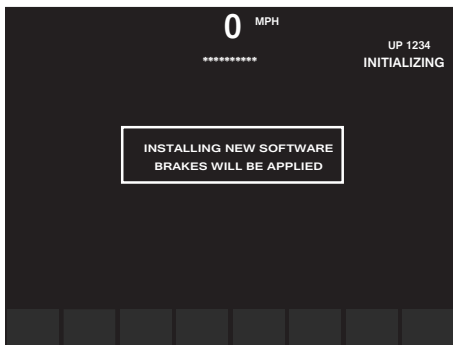 0 MPH
**********
UP 1234
INITIALIZING
INSTALLING NEW SOFTWARE
BRAKES WILL BE APPLIED